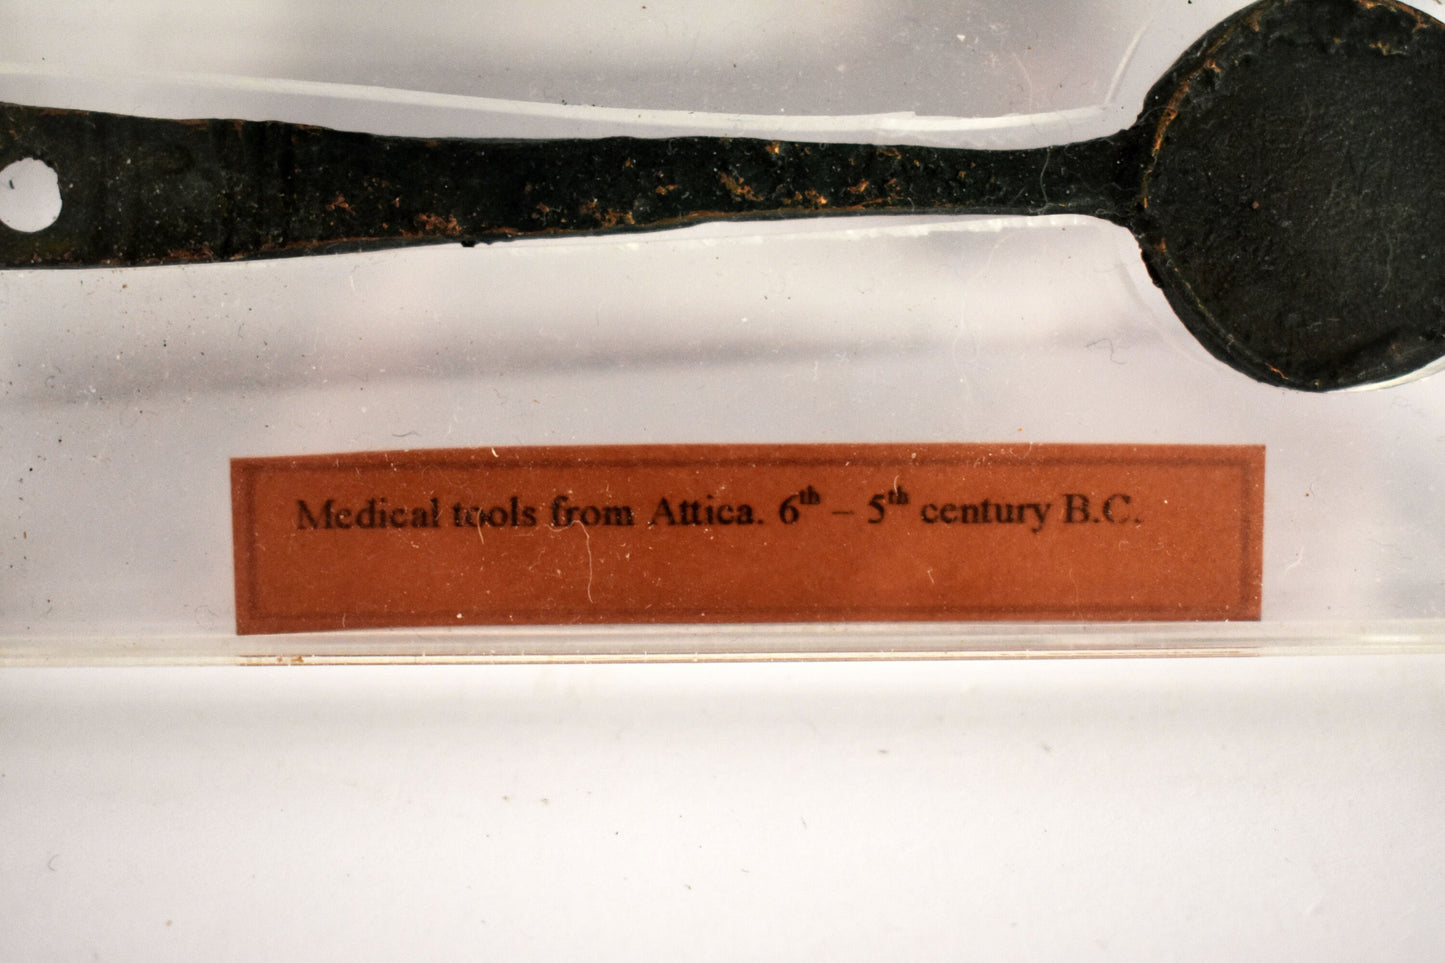 Medical tools from Attica. 6th – 5th century B.C.